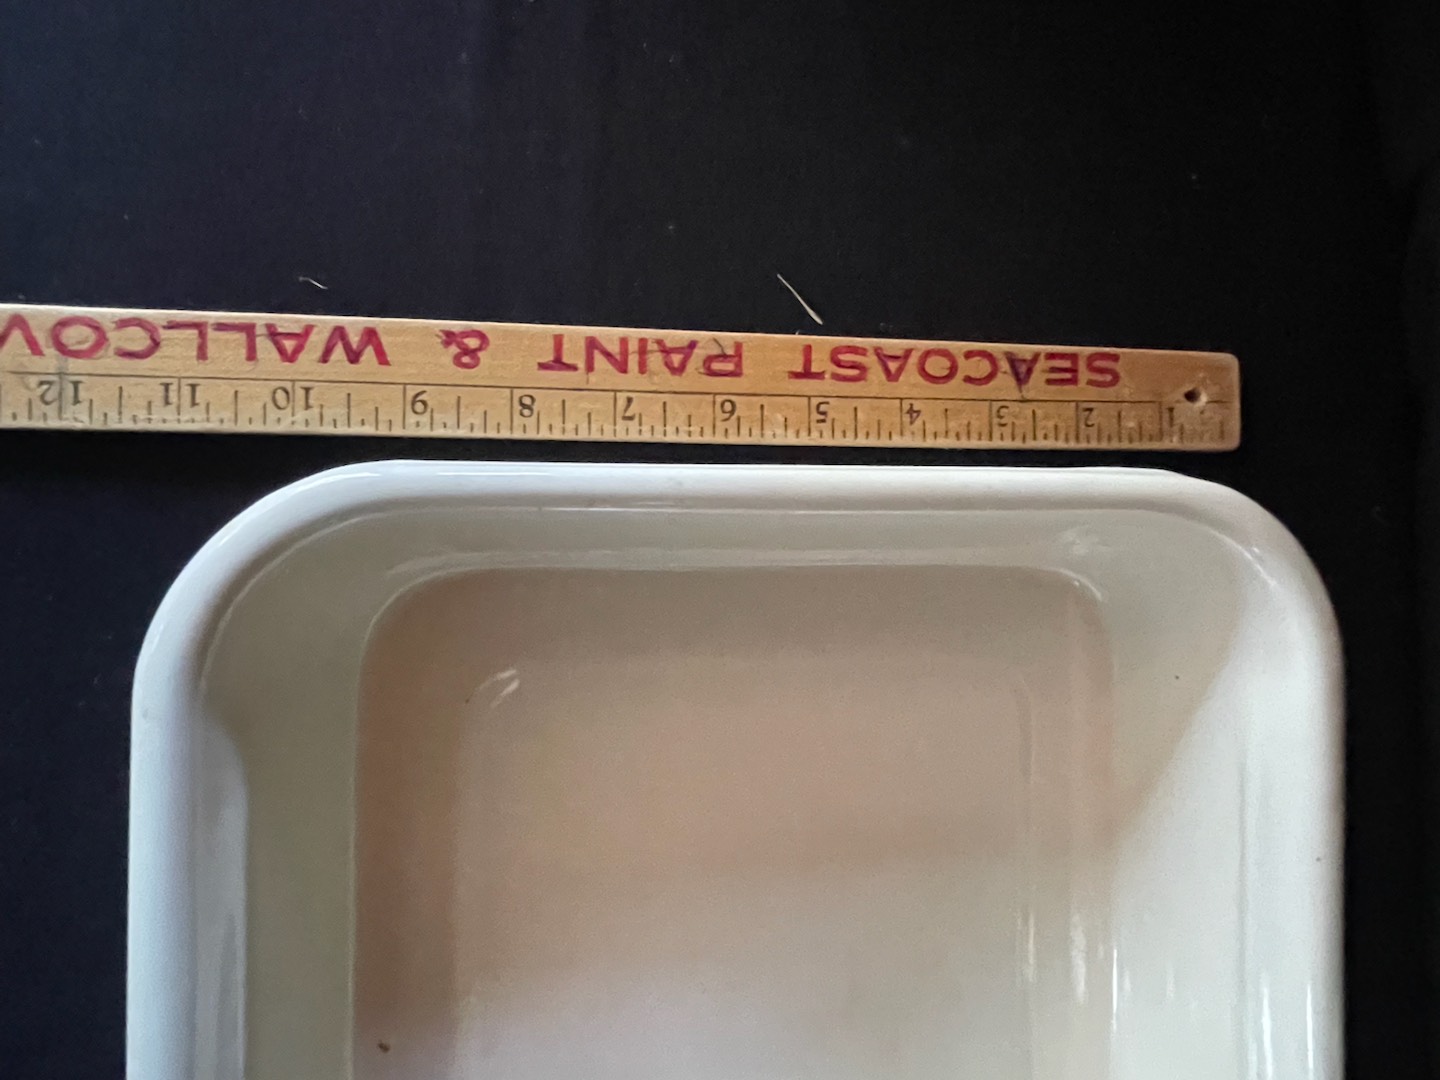 SEACOAST PAINT & WALLCOV
1 2 3 4 5 6 7 8 9 10 11 12